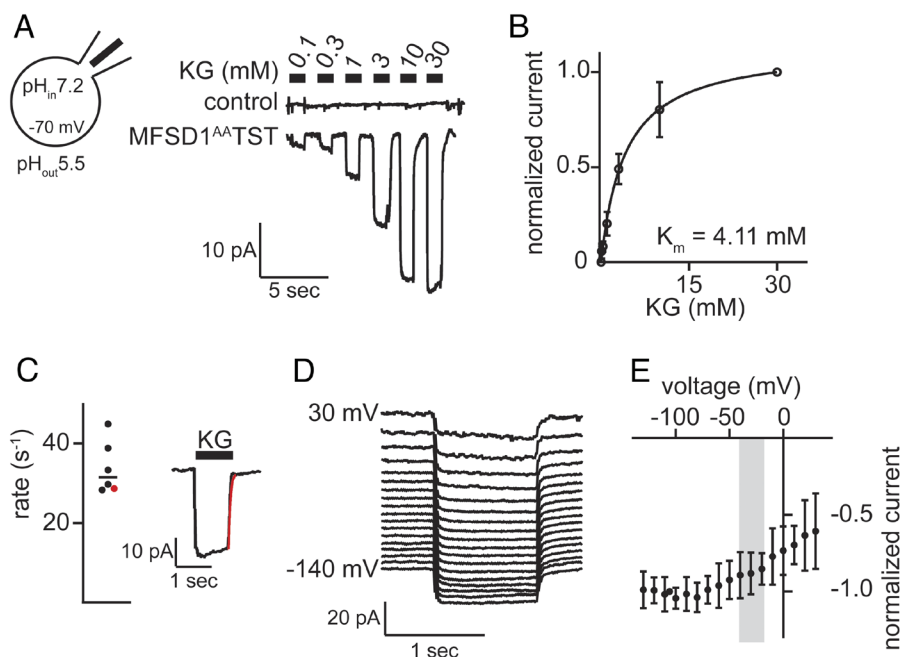 A
pHin7.2
-70 mV
pHout5.5
0.1 0.3 1 3 10 30
KG (mM)
control
MFSD1AATST
10 pA
5 sec
B
normalized current
1.0
0.5
0
Km = 4.11 mM
15 30
KG (mM)
C
rate (s-1)
40
20
KG
10 pA
1 sec
D
30 mV
-140 mV
20 pA
1 sec
E
voltage (mV)
-100 -50 0
-0.5
-1.0
normalized current